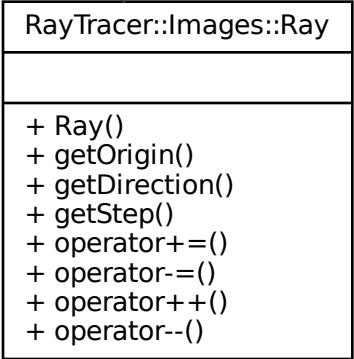 RayTracer::Images::Ray
+ Ray()
+ getOrigin()
+ getDirection()
+ getStep()
+ operator+=()
+ operator-=()
+ operator++()
+ operator--()